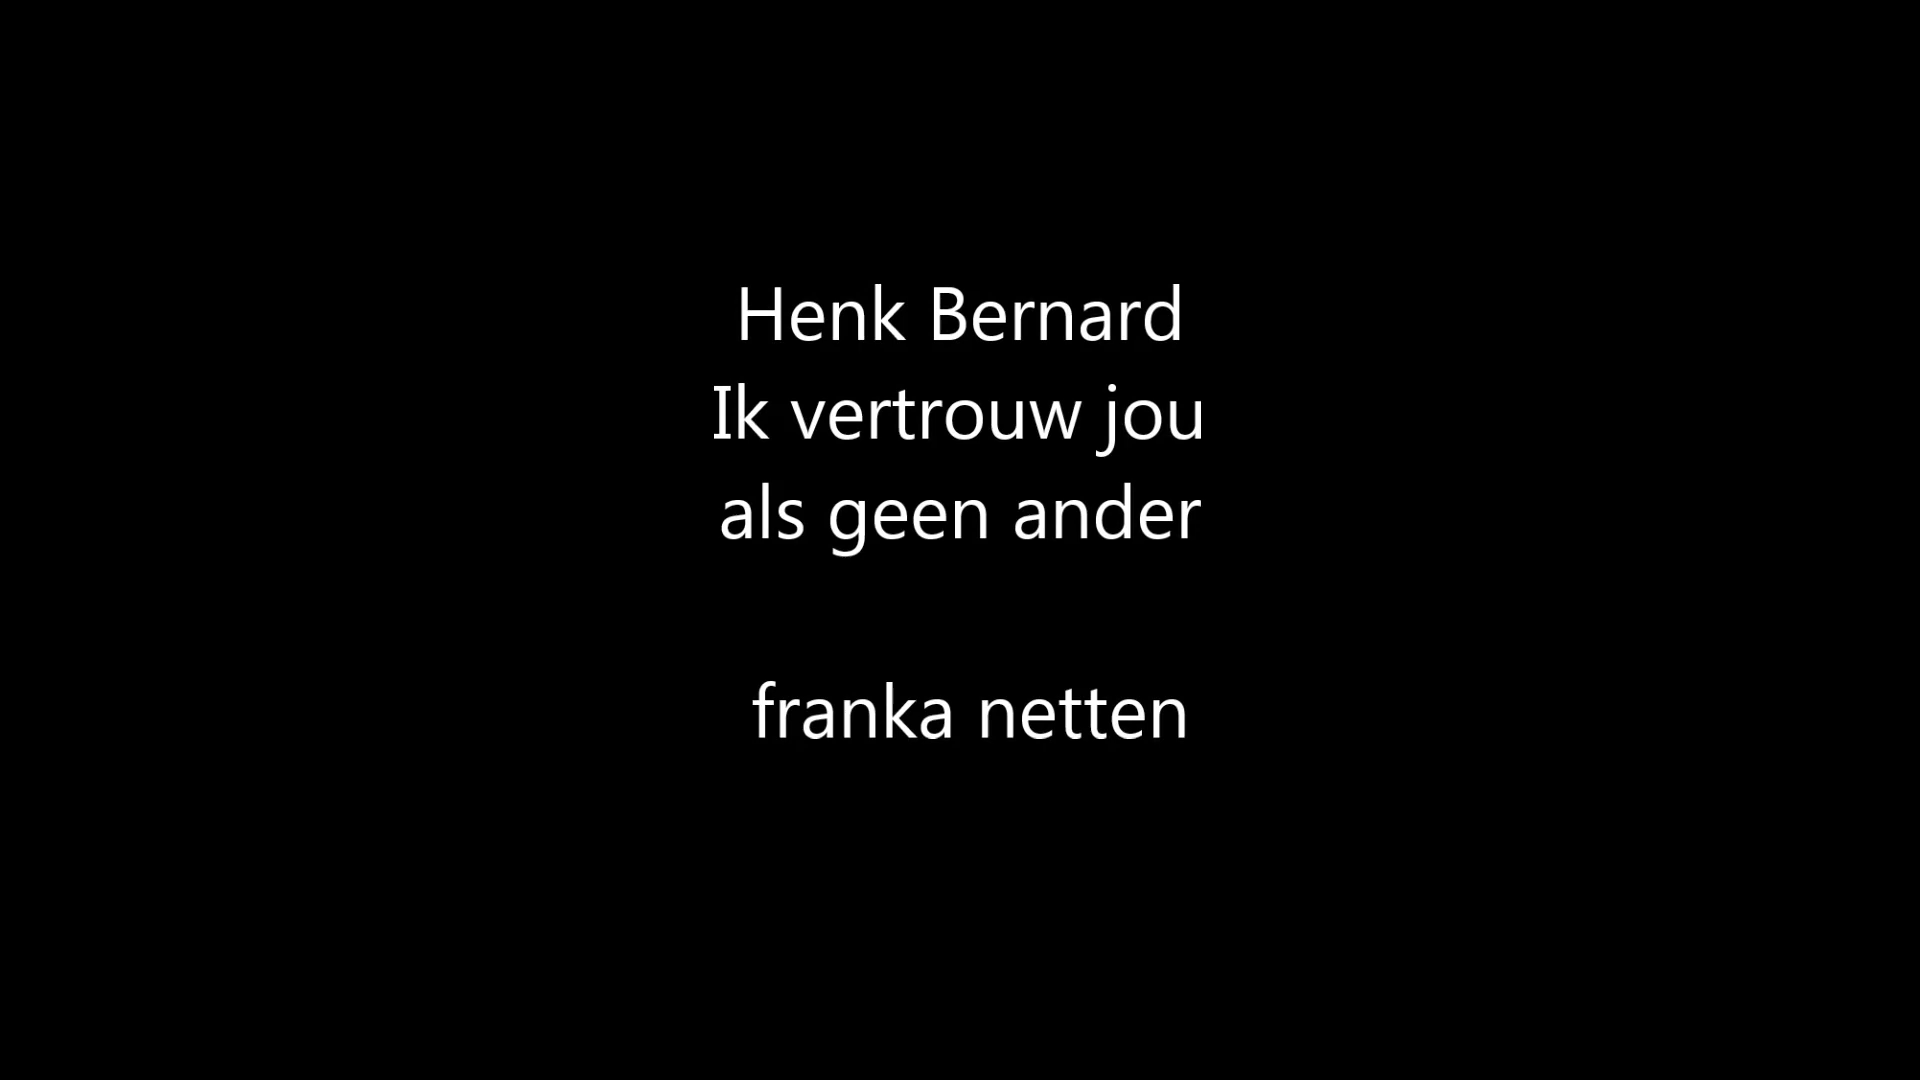 Henk Bernard
Ik vertrouw jou
als geen ander
franka netten